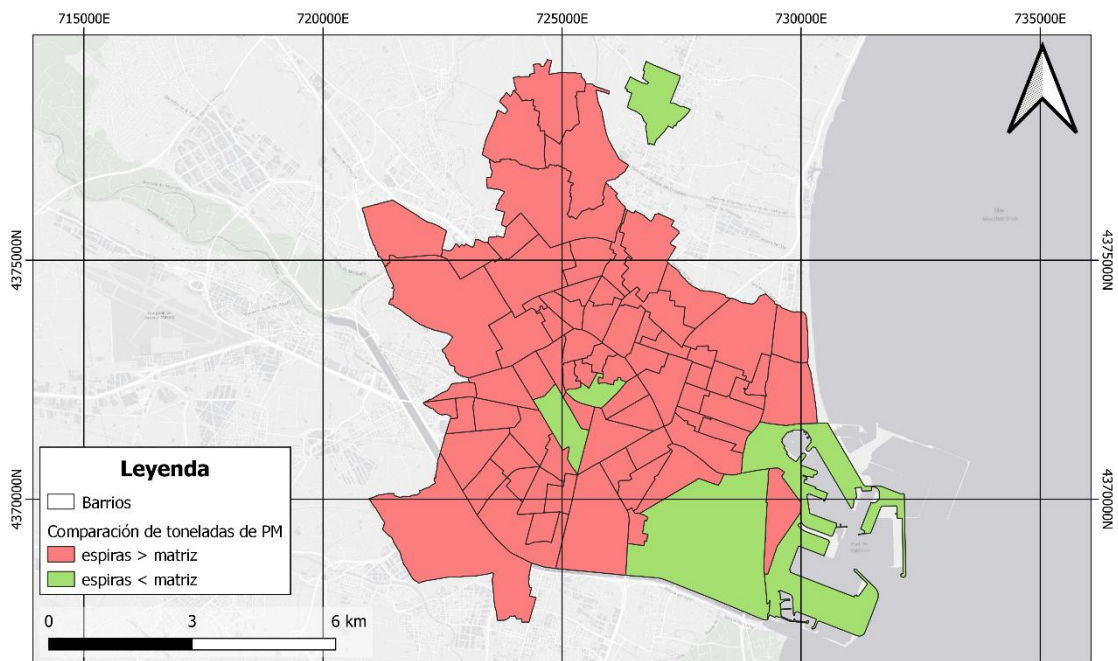 715000E 720000E 725000E 730000E 735000E
4375000N 4375000N
4370000N 4370000N
Leyenda
Barrios
Comparación de toneladas de PM
espiras > matriz
espiras < matriz
0 3 6 km